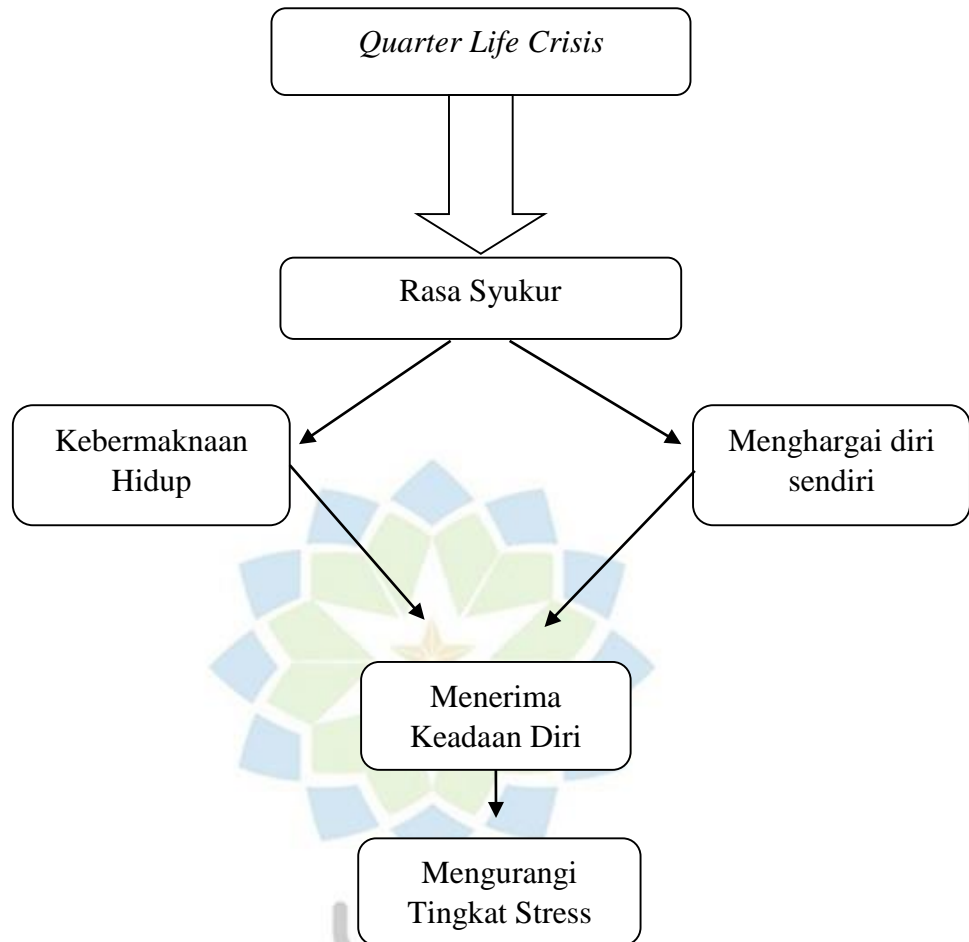 Quarter Life Crisis
Rasa Syukur
Kebermaknaan
Hidup
Menghargai diri
sendiri
Menerima
Keadaan Diri
Mengurangi
Tingkat Stress